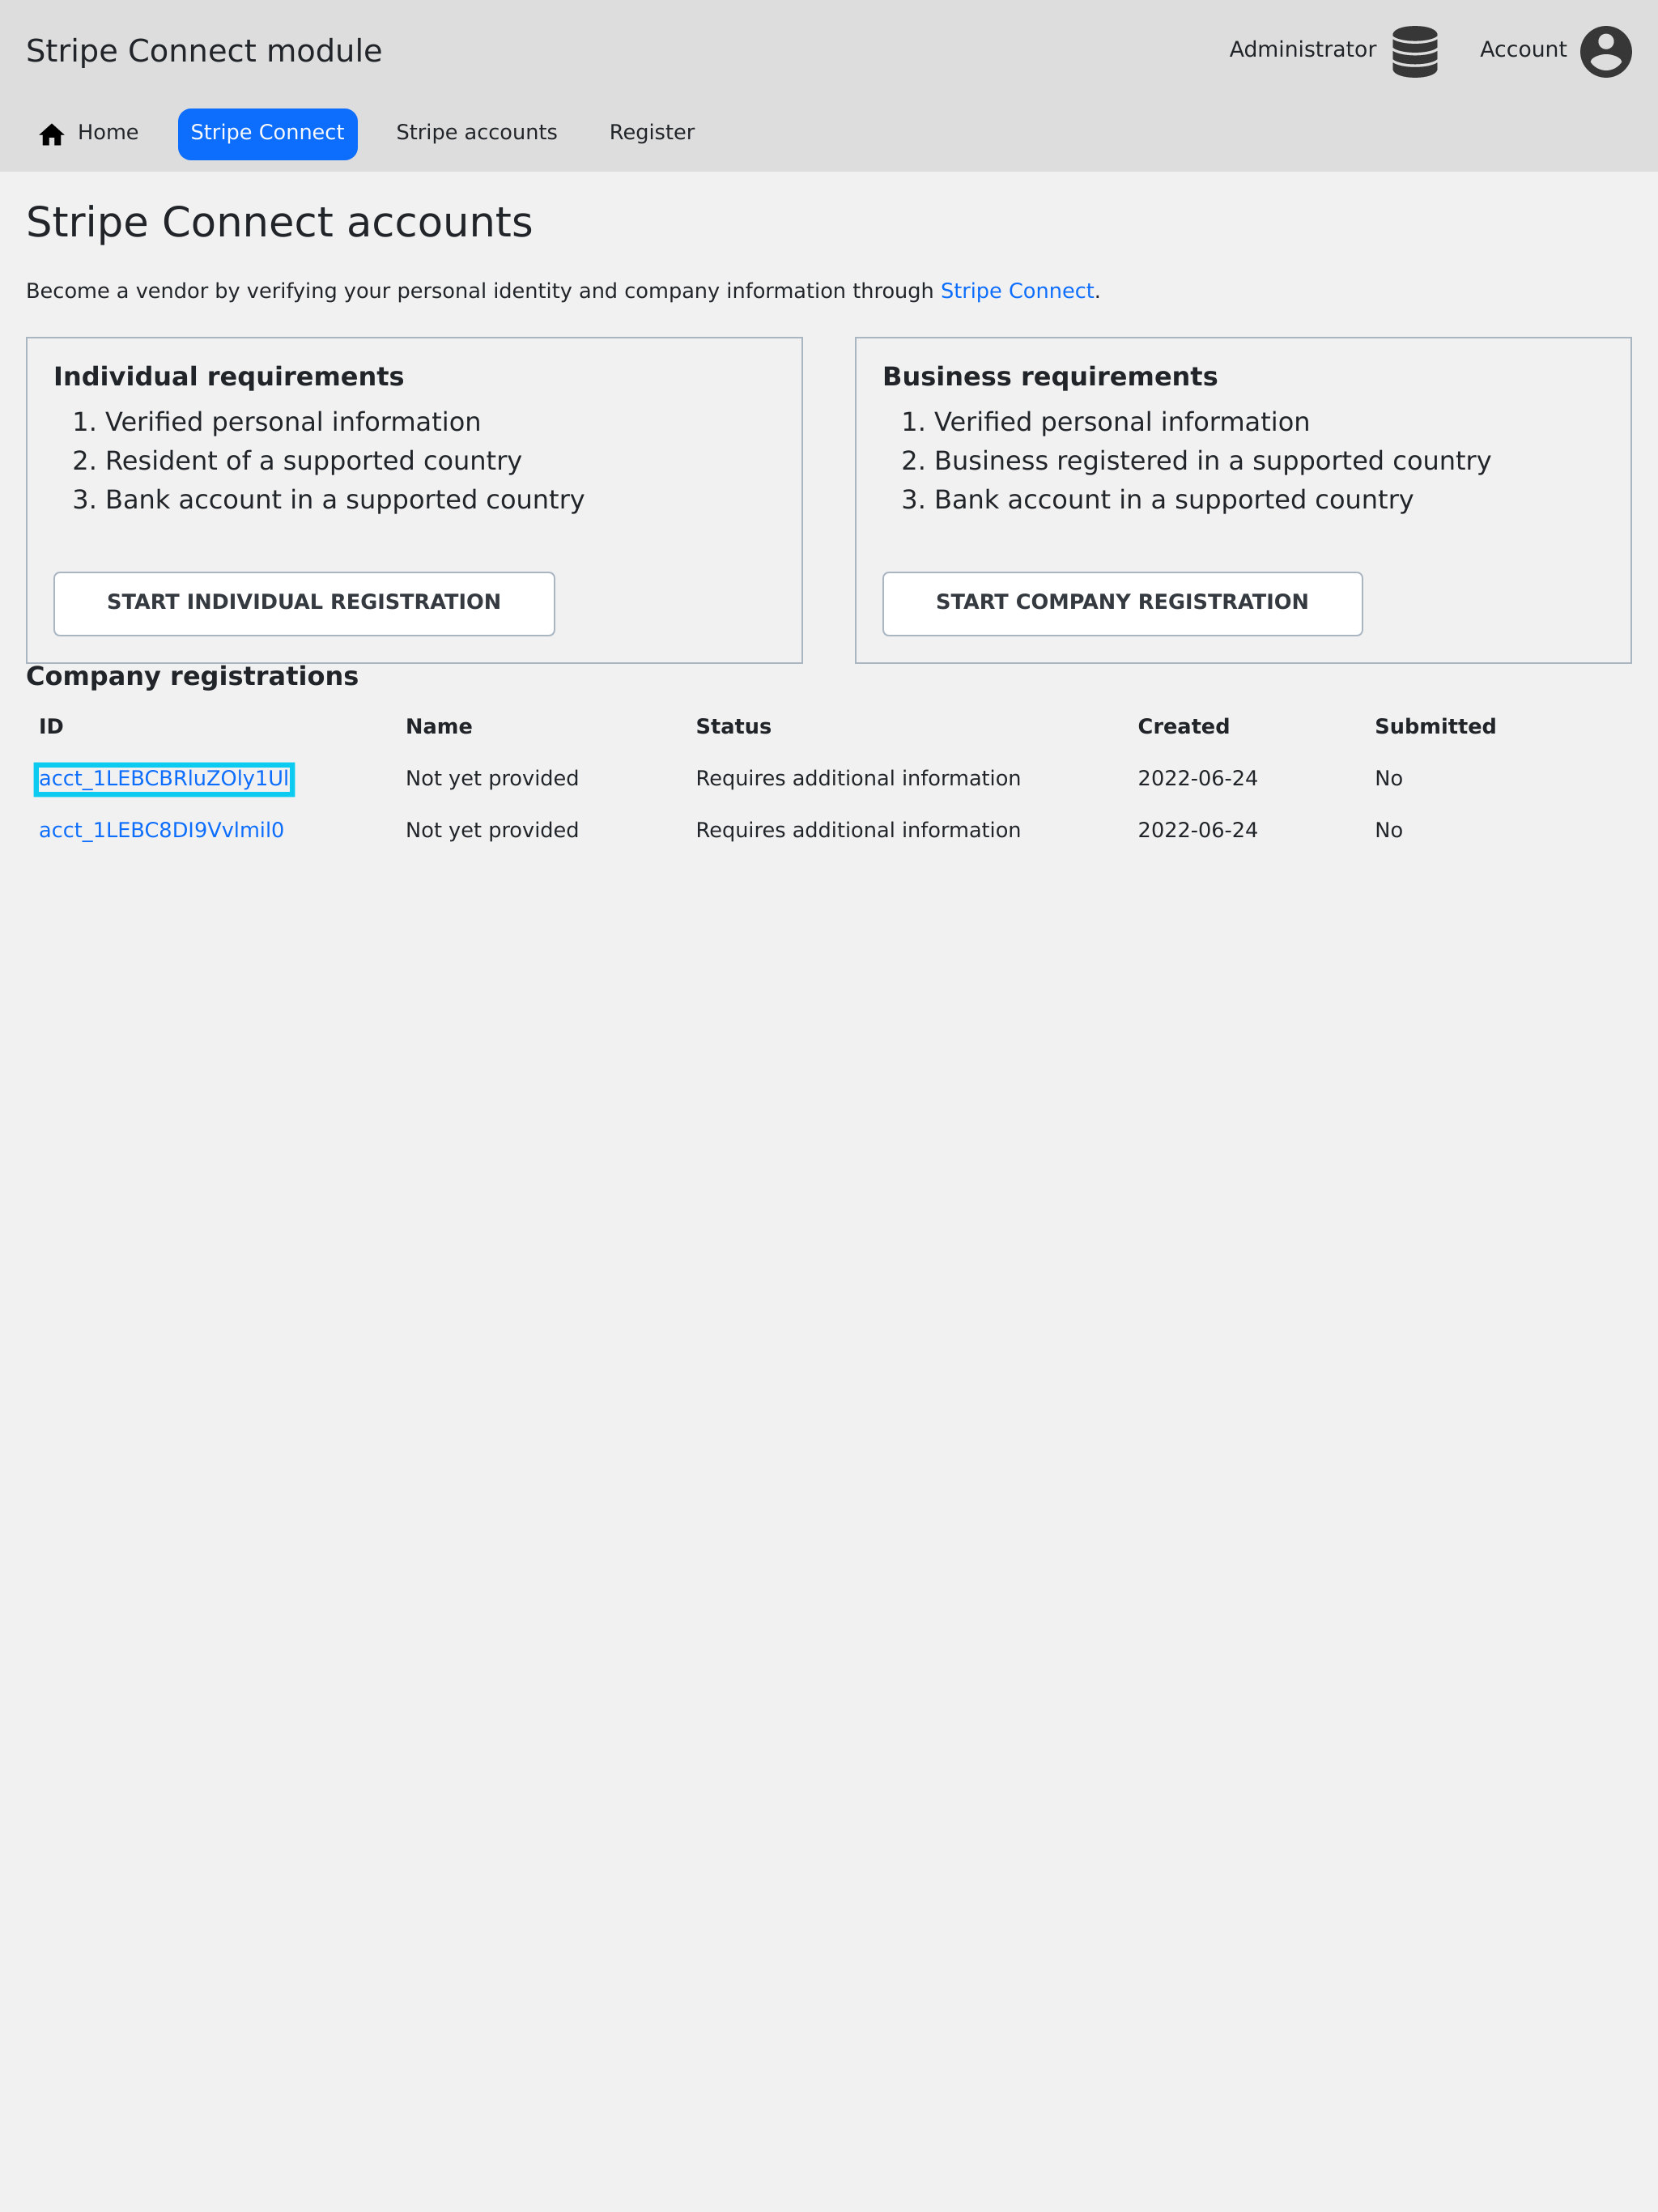 Stripe Connect module
Administrator
Account
Home
Stripe Connect
Stripe accounts
Register
Stripe Connect accounts
Become a vendor by verifying your personal identity and company information through Stripe Connect.
Individual requirements
1. Verified personal information
2. Resident of a supported country
3. Bank account in a supported country
START INDIVIDUAL REGISTRATION
Business requirements
1. Verified personal information
2. Business registered in a supported country
3. Bank account in a supported country
START COMPANY REGISTRATION
Company registrations
ID Name Status Created Submitted
acct_1LEBCBRluZOly1Ul Not yet provided Requires additional information 2022-06-24 No
acct_1LEBC8DI9Vvlmil0 Not yet provided Requires additional information 2022-06-24 No